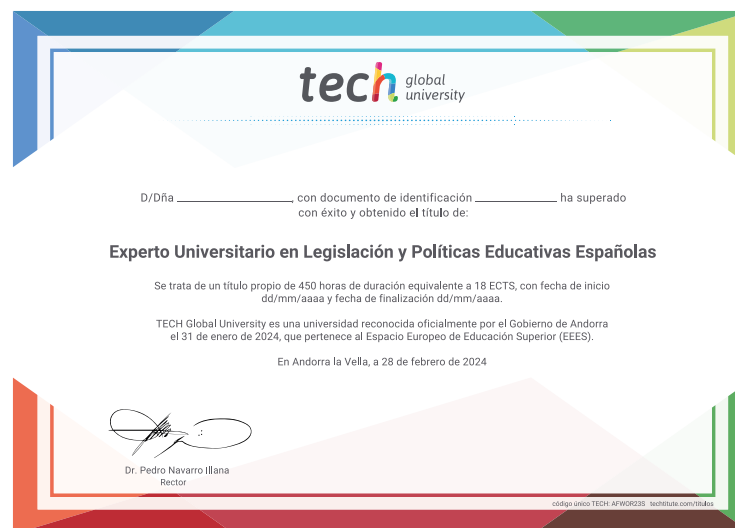 tech global university
D/Dña ____________________, con documento de identificación ______________ ha superado
con éxito y obtenido el título de:
Experto Universitario en Legislación y Políticas Educativas Españolas
Se trata de un título propio de 450 horas de duración equivalente a 18 ECTS, con fecha de inicio
dd/mm/aaaa y fecha de finalización dd/mm/aaaa.
TECH Global University es una universidad reconocida oficialmente por el Gobierno de Andorra
el 31 de enero de 2024, que pertenece al Espacio Europeo de Educación Superior (EEES).
En Andorra la Vella, a 28 de febrero de 2024
Dr. Pedro Navarro Illana
Rector
código único TECH: AFWOR23S techtitute.com/titulos